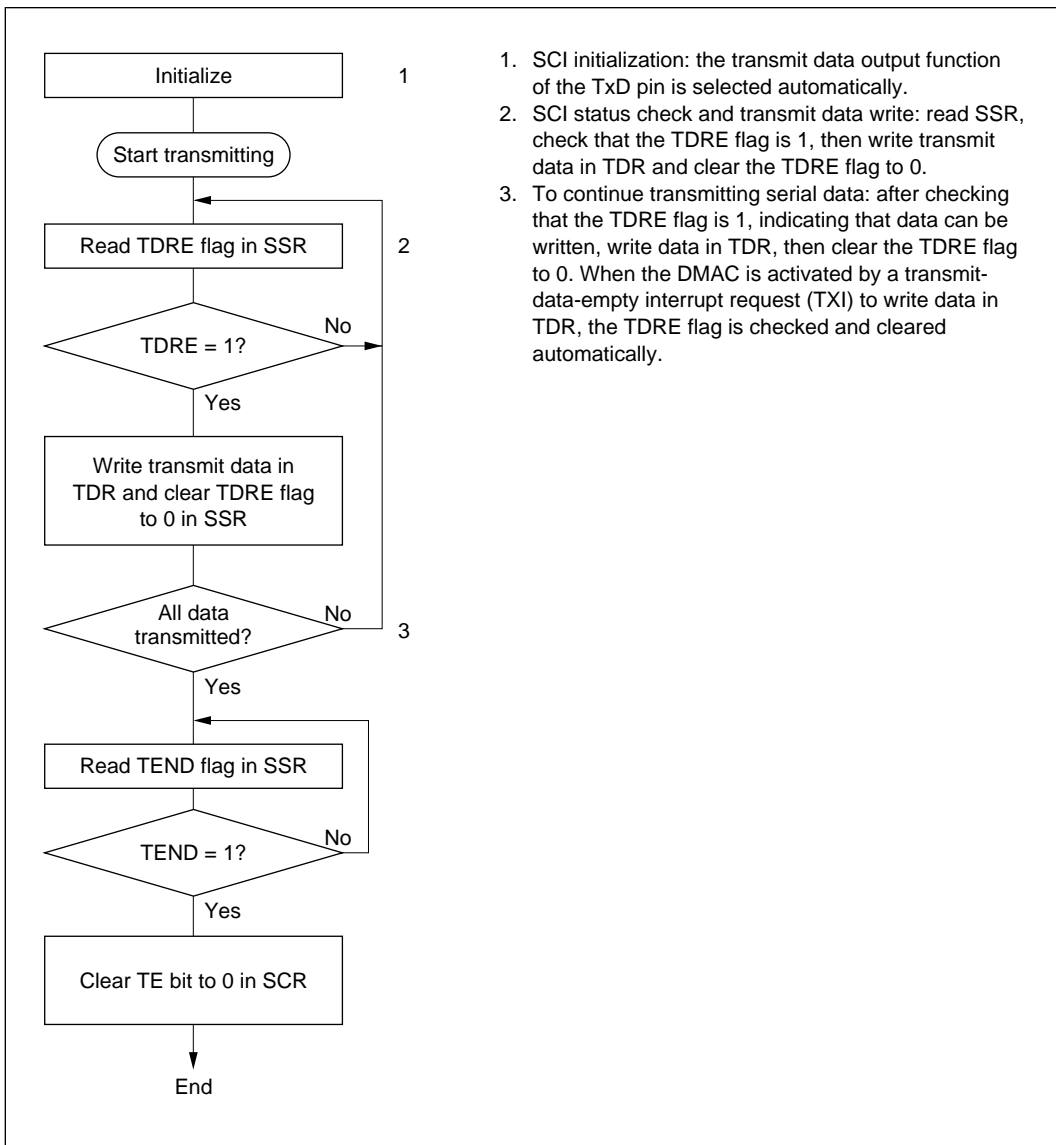 Initialize
1
Start transmitting
Read TDRE flag in SSR
2
TDRE = 1?
No
Yes
Write transmit data in
TDR and clear TDRE flag
to 0 in SSR
All data
transmitted?
No
3
Yes
Read TEND flag in SSR
TEND = 1?
No
Yes
Clear TE bit to 0 in SCR
End
1. SCI initialization: the transmit data output function
of the TxD pin is selected automatically.
2. SCI status check and transmit data write: read SSR,
check that the TDRE flag is 1, then write transmit
data in TDR and clear the TDRE flag to 0.
3. To continue transmitting serial data: after checking
that the TDRE flag is 1, indicating that data can be
written, write data in TDR, then clear the TDRE flag
to 0. When the DMAC is activated by a transmit-
data-empty interrupt request (TXI) to write data in
TDR, the TDRE flag is checked and cleared
automatically.